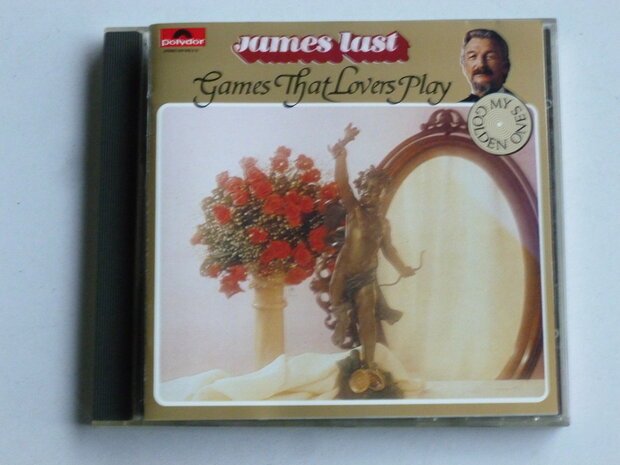 polydor
James Last
Games That Lovers Play
MY GOLDEN ONES